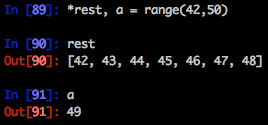 In [89]: *rest, a = range(42,50)
In [90]: rest
Out[90]: [42, 43, 44, 45, 46, 47, 48]
In [91]: a
Out[91]: 49